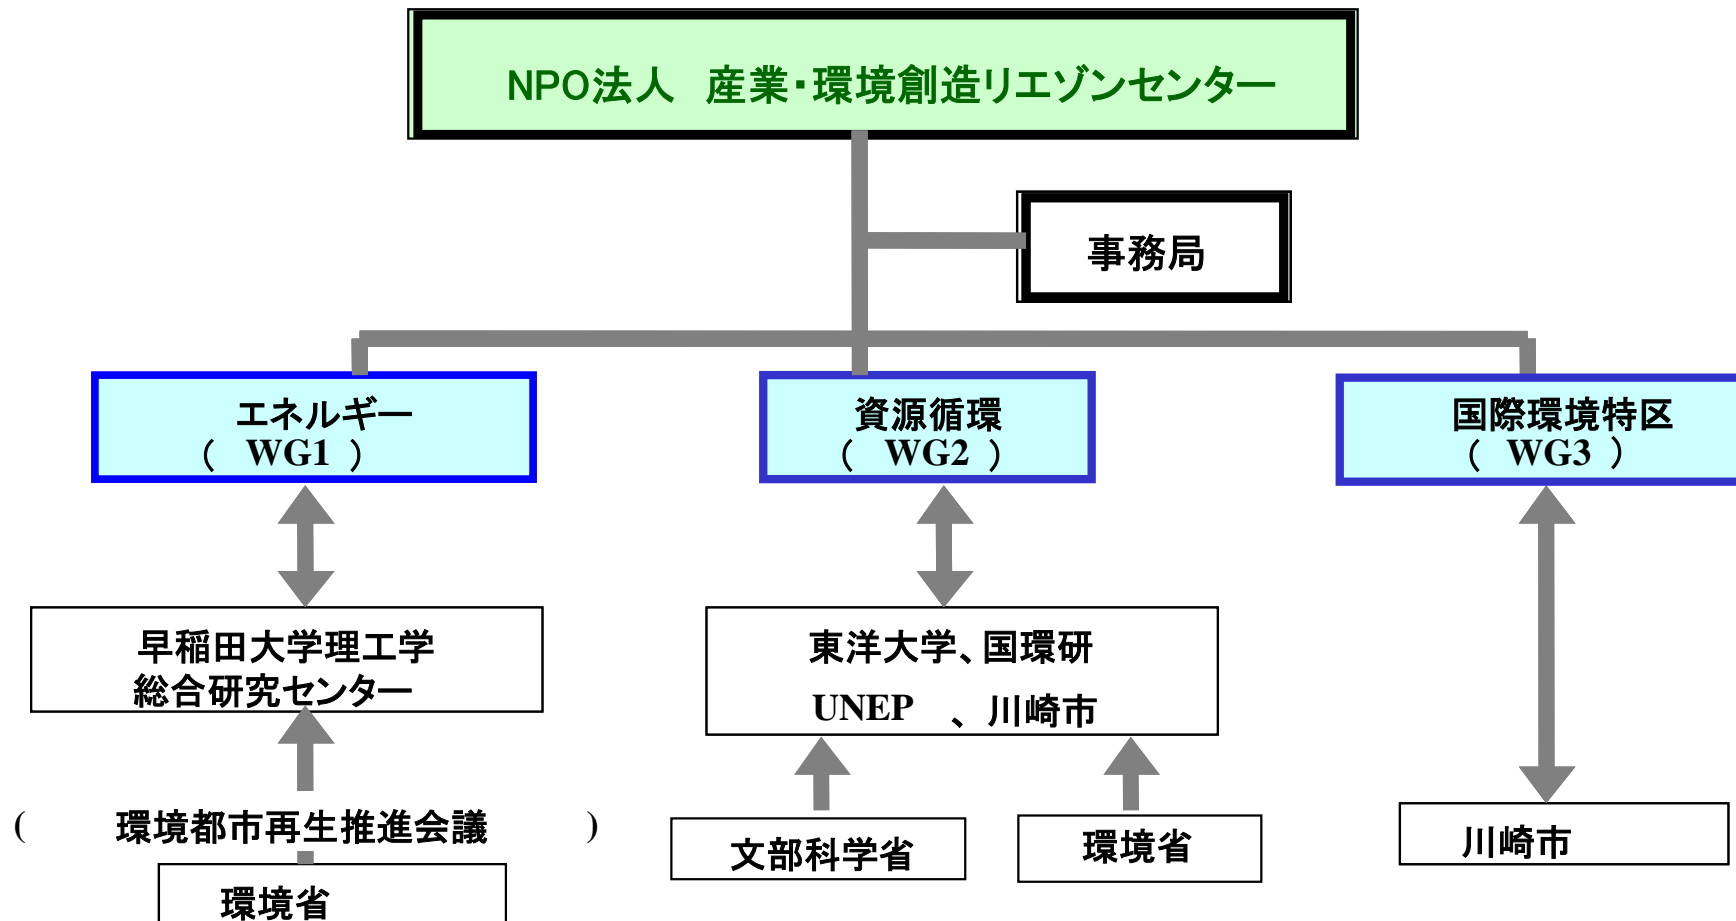 NPO法人　産業・環境創造リエゾンセンター
事務局
エネルギー
（　WG1　）
資源循環
（　WG2　）
国際環境特区
（　WG3　）
早稲田大学理工学
総合研究センター
東洋大学、国環研
UNEP　、川崎市
（　　環境都市再生推進会議　　）
環境省
文部科学省
環境省
川崎市